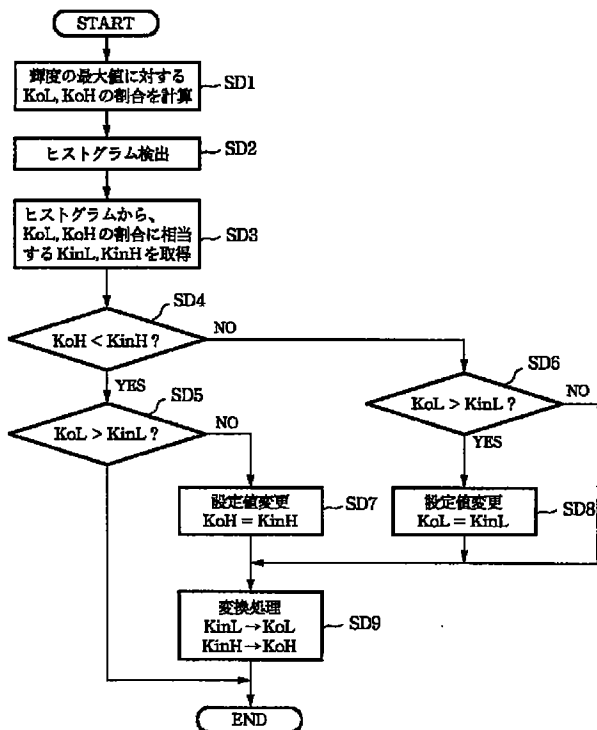 START
輝度の最大値に対する
KoL, KoH の割合を計算
SD1
ヒストグラム検出
SD2
ヒストグラムから、
KoL, KoH の割合に相当
する KinL, KinH を取得
SD3
SD4
KoH < KinH ?
NO
YES
SD5
KoL > KinL ?
NO
SD6
KoL > KinL ?
NO
YES
設定値変更
KoH = KinH
SD7
設定値変更
KoL = KinL
SD8
変換処理
KinL → KoL
KinH → KoH
SD9
END